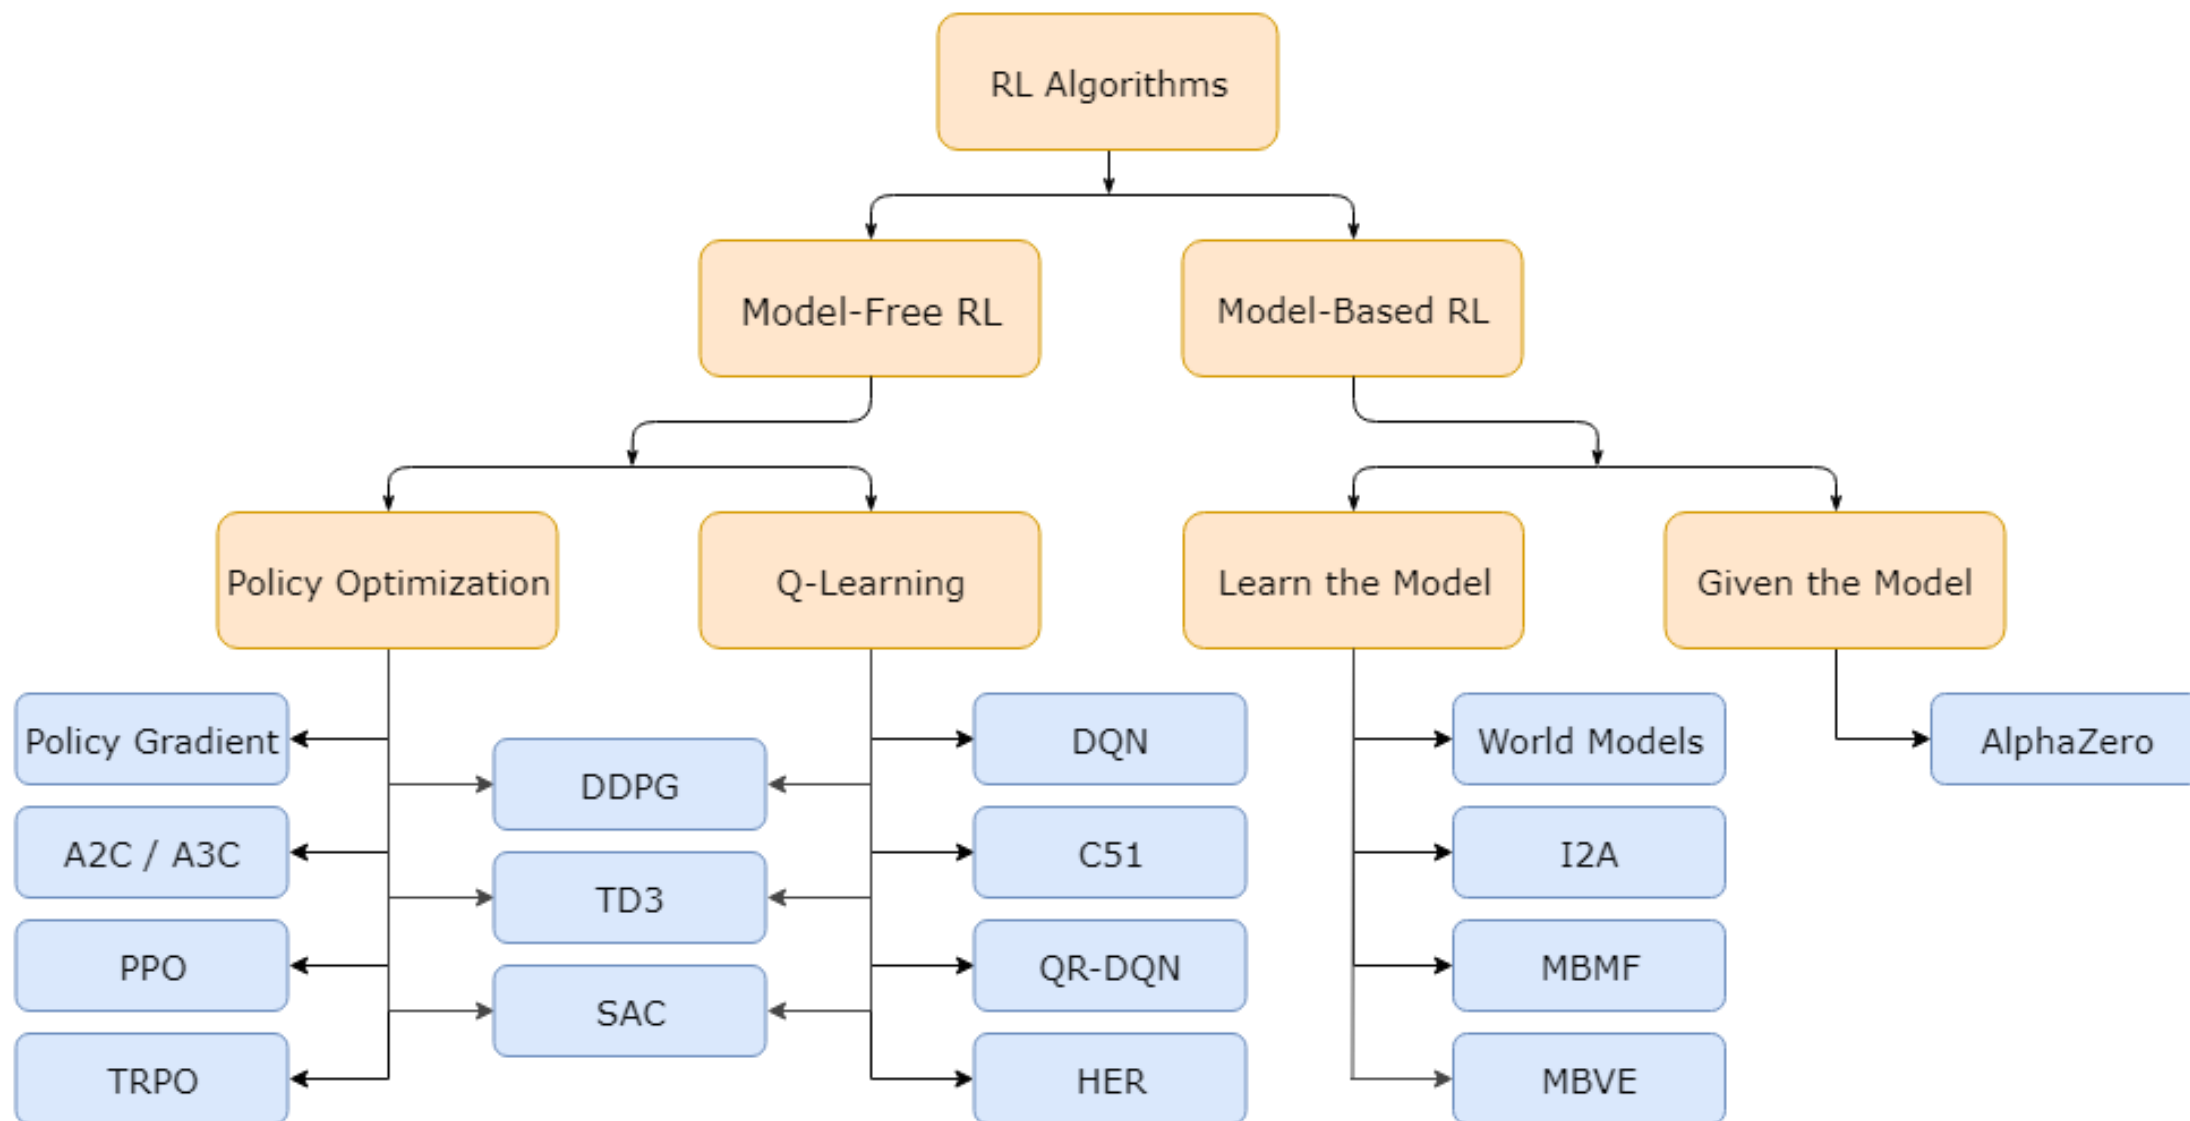 RL Algorithms
Model-Free RL
Model-Based RL
Policy Optimization
Q-Learning
Learn the Model
Given the Model
Policy Gradient
A2C / A3C
PPO
TRPO
DDPG
TD3
SAC
DQN
C51
QR-DQN
HER
World Models
I2A
MBMF
MBVE
AlphaZero